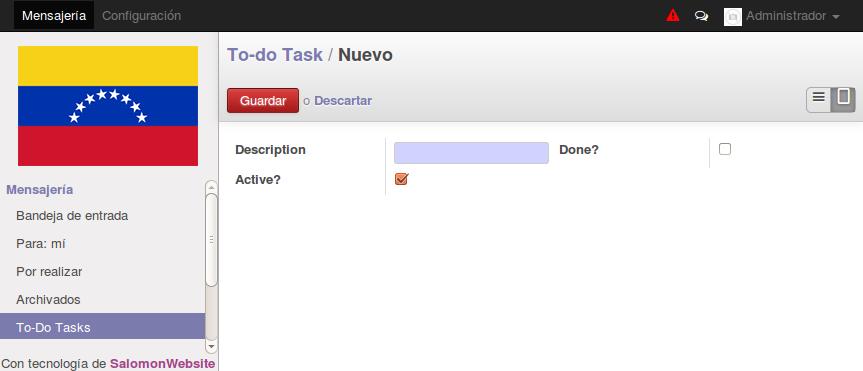 Mensajería Configuración Administrador
To-do Task / Nuevo
Guardar o Descartar
Description Done?
Active?
Mensajería
Bandeja de entrada
Para: mí
Por realizar
Archivados
To-Do Tasks
Con tecnología de SalomonWebsite